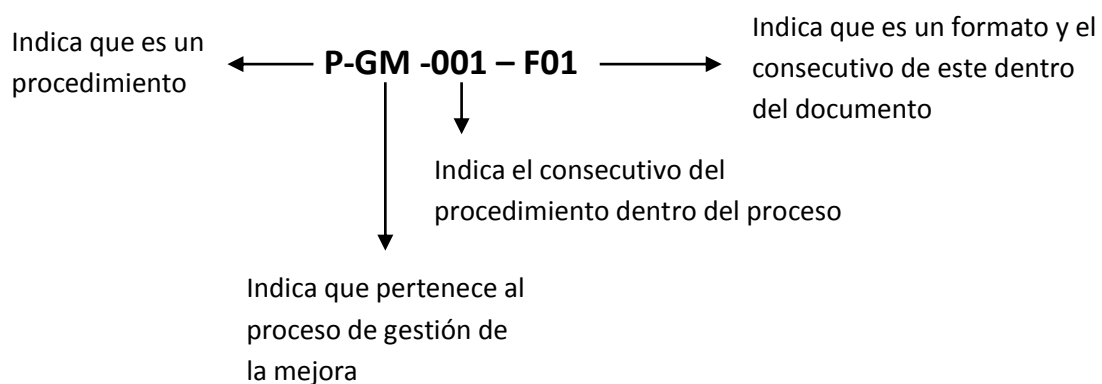 Indica que es un
procedimiento
P-GM -001 – F01
Indica que es un formato y el
consecutivo de este dentro
del documento
Indica el consecutivo del
procedimiento dentro del proceso
Indica que pertenece al
proceso de gestión de
la mejora